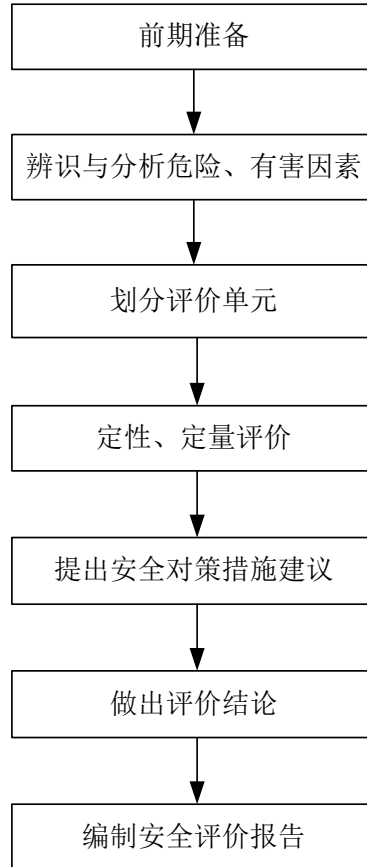 前期准备
辨识与分析危险、有害因素
划分评价单元
定性、定量评价
提出安全对策措施建议
做出评价结论
编制安全评价报告